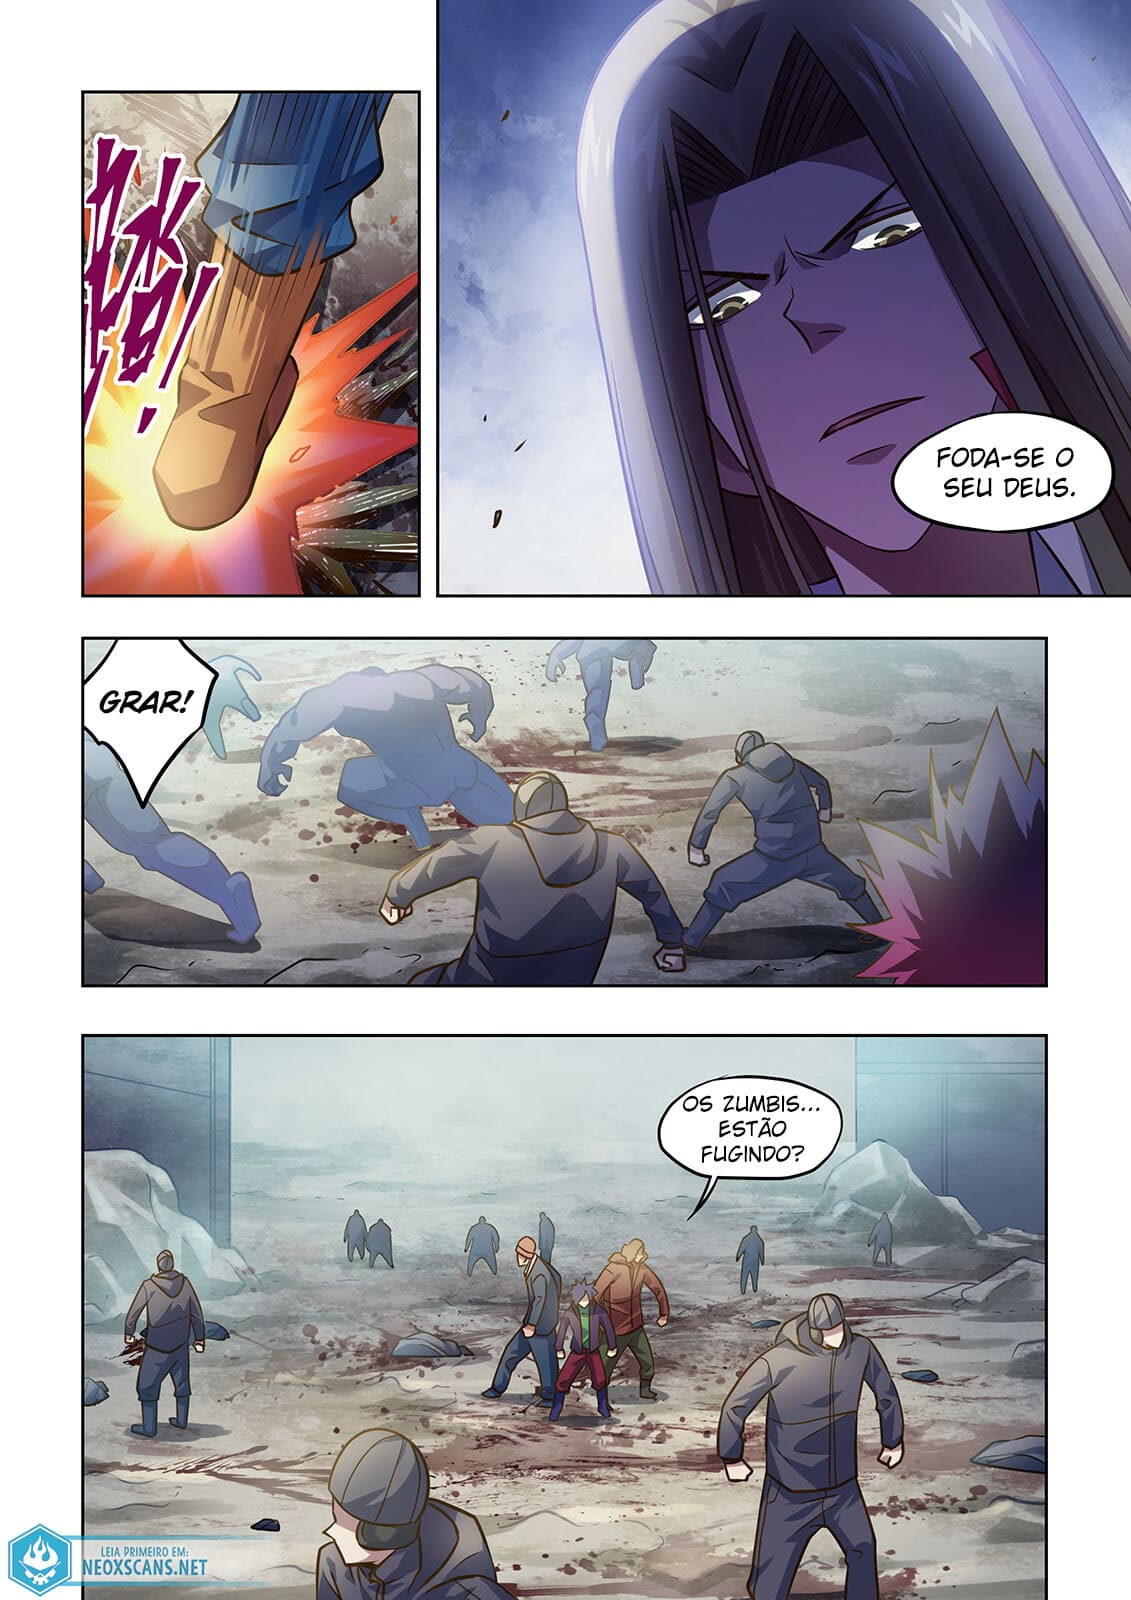 FODA-SE O
SEU DEUS.
GRAR!
OS ZUMBIS...
ESTÃO
FUGINDO?
LEIA PRIMEIRO EM:
NEOXSCANS.NET